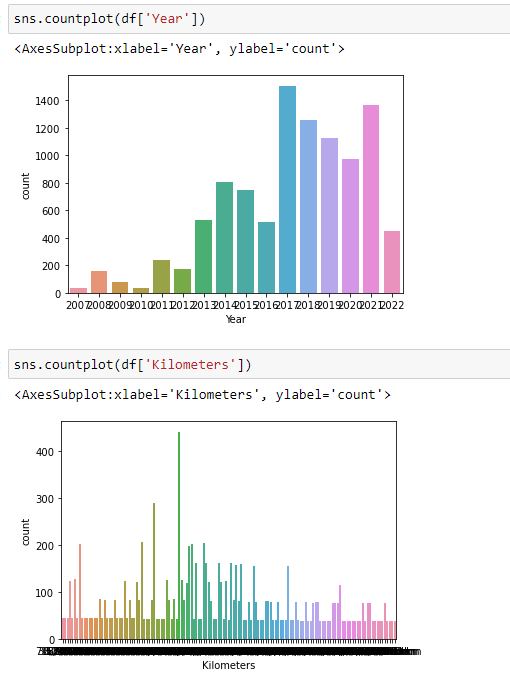 sns.countplot(df['Year'])
<AxesSubplot:xlabel='Year', ylabel='count'>
1400
1200
1000
800
600
400
200
0
count
2007 2008 2009 2010 2011 2012 2013 2014 2015 2016 2017 2018 2019 2020 2021 2022
Year
sns.countplot(df['Kilometers'])
<AxesSubplot:xlabel='Kilometers', ylabel='count'>
400
300
200
100
0
count
Kilometers